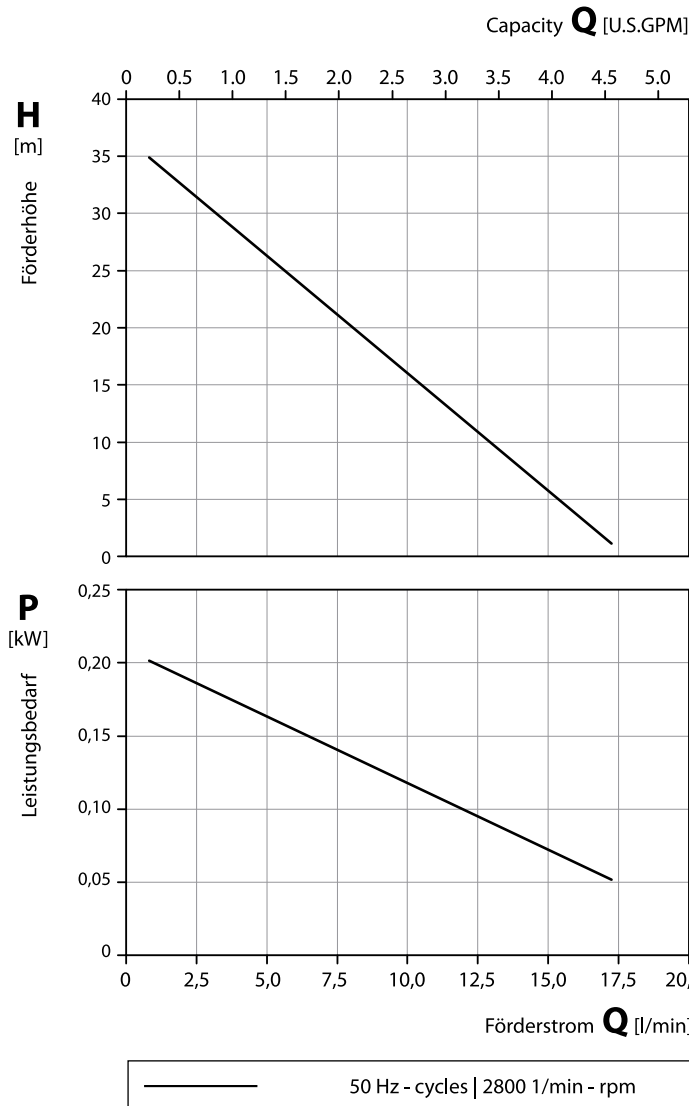 Capacity Q [U.S.GPM]
0 0.5 1.0 1.5 2.0 2.5 3.0 3.5 4.0 4.5 5.0
H
[m]
Förderhöhe
40
35
30
25
20
15
10
5
0
P
[kW]
Leistungsbedarf
0,25
0,20
0,15
0,10
0,05
0
0 2,5 5,0 7,5 10,0 12,5 15,0 17,5 20,
Förderstrom Q [l/min]
50 Hz - cycles | 2800 1/min - rpm